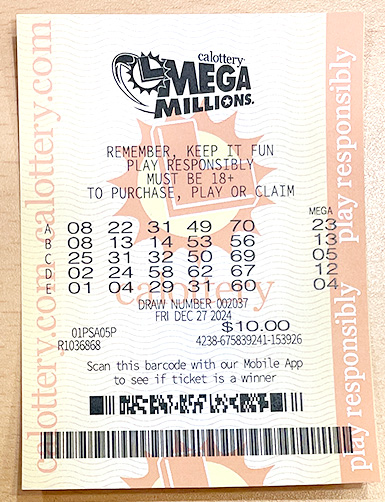 calottery
MEGA
MILLIONS.
REMEMBER, KEEP IT FUN
PLAY RESPONSIBLY
MUST BE 18+
TO PURCHASE, PLAY OR CLAIM
MEGA
A 08 22 31 49 70 23
B 08 13 14 53 56 13
C 25 31 32 50 69 05
D 02 24 58 62 67 12
E 01 04 29 31 60 04
calottery
DRAW NUMBER 002037
FRI DEC 27 2024
01PSA05P $10.00
R1036868 4238-675839241-153926
Scan this barcode with our Mobile App
to see if ticket is a winner
calottery.com calottery.com
play responsibly play responsibly